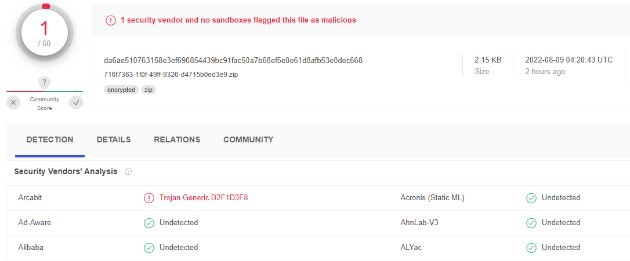 1 security vendor and no sandboxes flagged this file as malicious
1
/ 60
da6ae510763158e3ef690854439bc91fac50a7b68ef5e0e61d8afb53e0dec668
716f7363-1f0f-49ff-9326-d4715b0ed3e9.zip
encrypted zip
2.15 KB
Size
2022-08-09 04:20:43 UTC
2 hours ago
?
Community
Score
DETECTION DETAILS RELATIONS COMMUNITY
Security Vendors' Analysis
Arcabit Trojan.Generic.D2F1D3F8 Acronis (Static ML) Undetected
Ad-Aware Undetected AhnLab-V3 Undetected
Alibaba Undetected ALYac Undetected